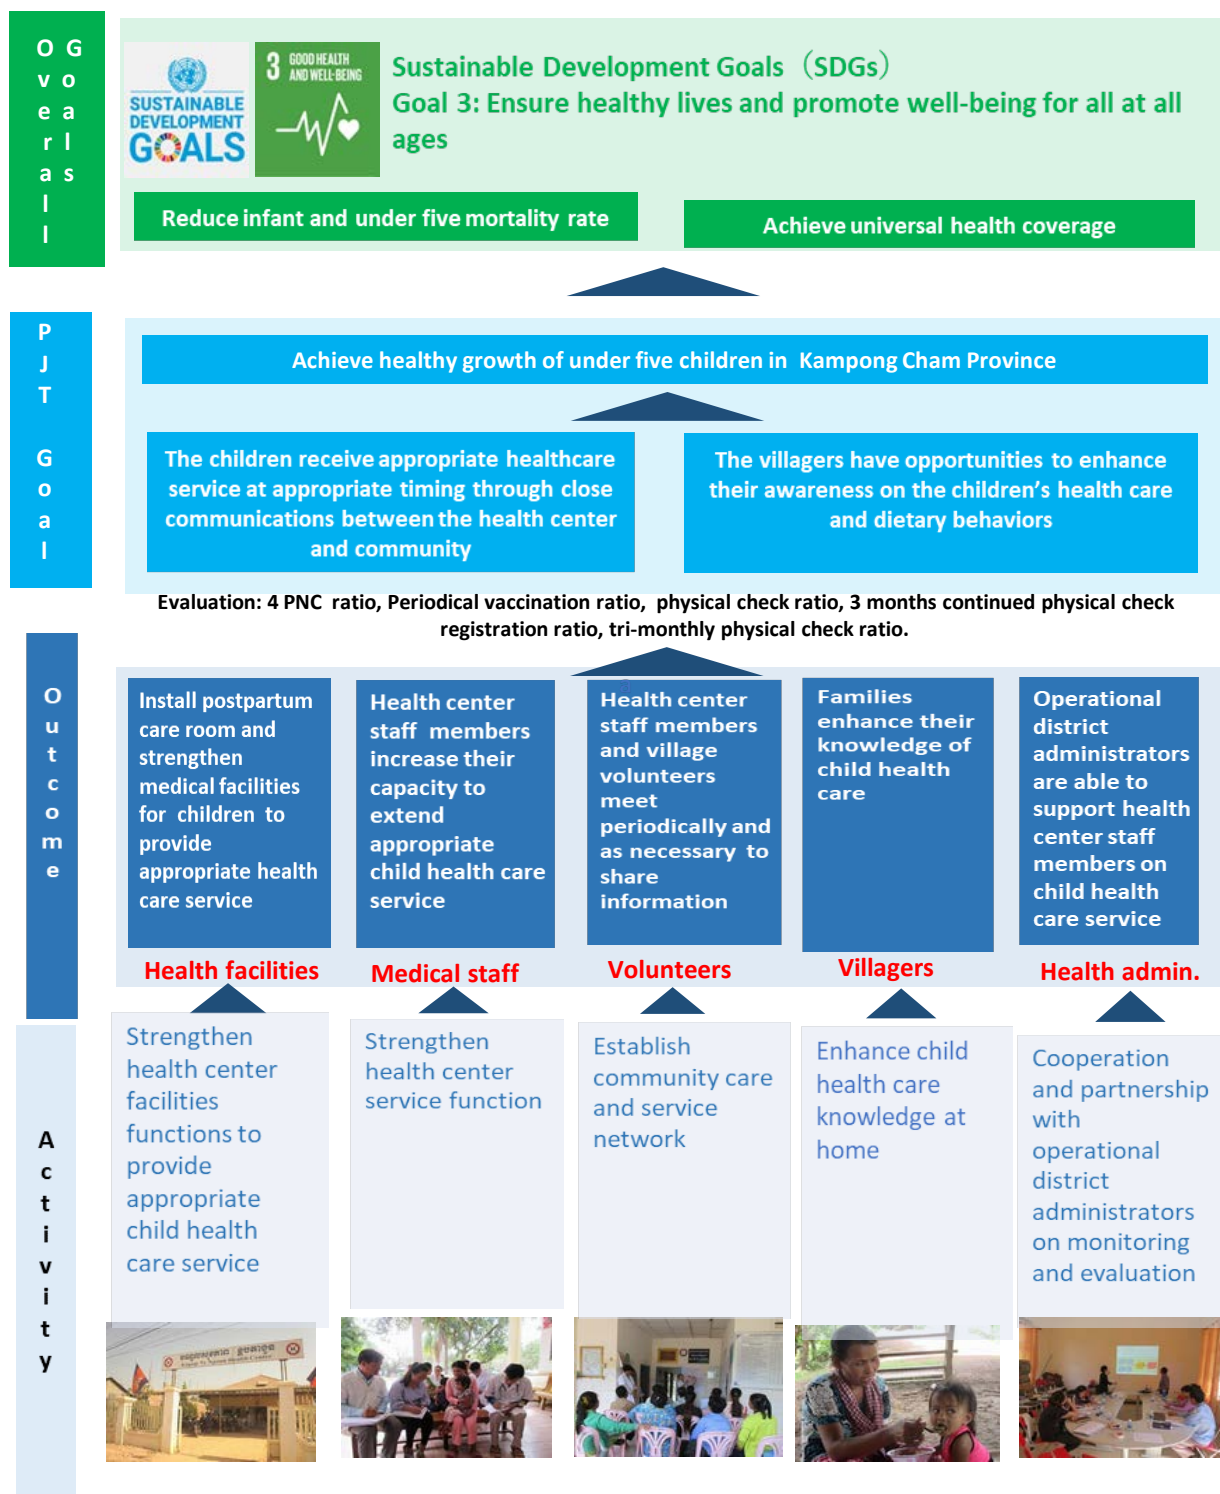 Overall
Goals
SUSTAINABLE
DEVELOPMENT
GOALS
3 GOOD HEALTH
AND WELL-BEING
Sustainable Development Goals（SDGs）
Goal 3: Ensure healthy lives and promote well-being for all at all
ages
Reduce infant and under five mortality rate
Achieve universal health coverage
PJT Goal
Achieve healthy growth of under five children in Kampong Cham Province
The children receive appropriate healthcare
service at appropriate timing through close
communications between the health center
and community
The villagers have opportunities to enhance
their awareness on the children's health care
and dietary behaviors
Evaluation: 4 PNC ratio, Periodical vaccination ratio, physical check ratio, 3 months continued physical check
registration ratio, tri-monthly physical check ratio.
Outcome
Install postpartum
care room and
strengthen
medical facilities
for children to
provide
appropriate health
care service
Health facilities
Health center
staff members
increase their
capacity to
extend
appropriate
child health care
service
Medical staff
Health center
staff members
and village
volunteers
meet
periodically and
as necessary to
share
information
Volunteers
Families
enhance their
knowledge of
child health
care
Villagers
Operational
district
administrators
are able to
support health
center staff
members on
child health
care service
Health admin.
Activity
Strengthen
health center
facilities
functions to
provide
appropriate
child health
care service
Strengthen
health center
service function
Establish
community care
and service
network
Enhance child
health care
knowledge at
home
Cooperation
and partnership
with
operational
district
administrators
on monitoring
and evaluation